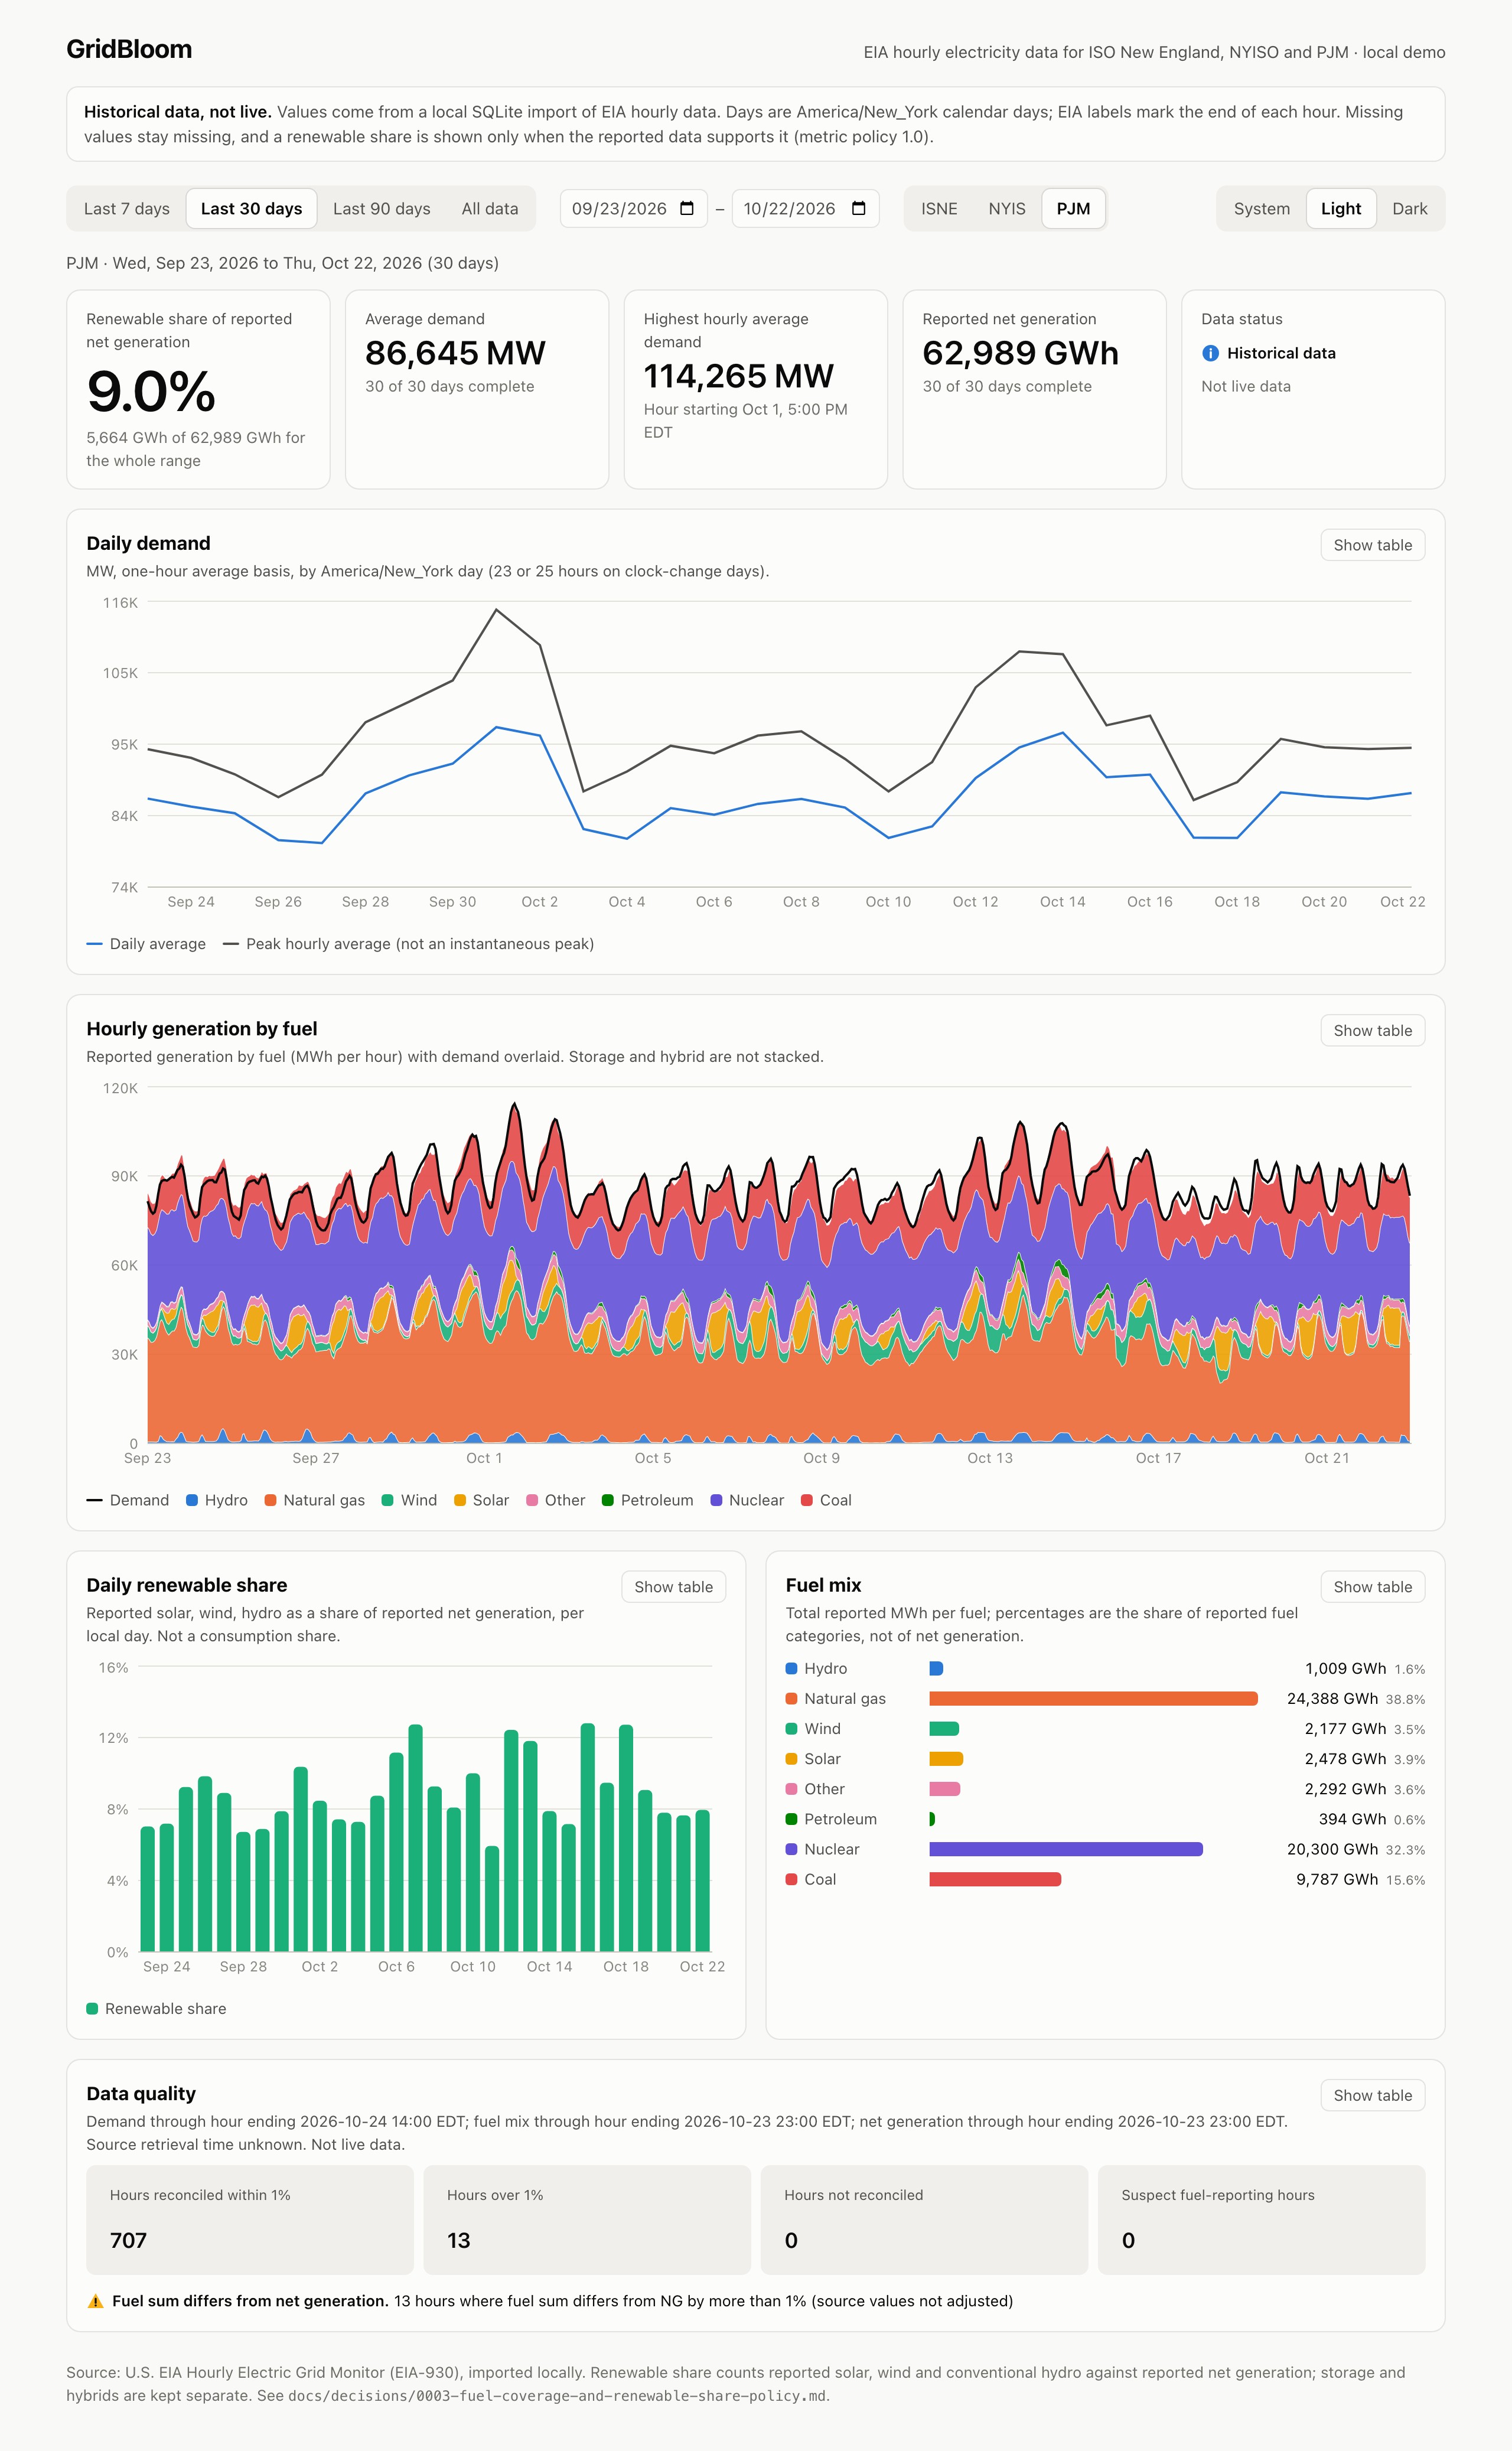 GridBloom
EIA hourly electricity data for ISO New England, NYISO and PJM · local demo
Historical data, not live. Values come from a local SQLite import of EIA hourly data. Days are America/New_York calendar days; EIA labels mark the end of each hour. Missing
values stay missing, and a renewable share is shown only when the reported data supports it (metric policy 1.0).
Last 7 days Last 30 days Last 90 days All data 09/23/2026 – 10/22/2026 ISNE NYIS PJM System Light Dark
PJM · Wed, Sep 23, 2026 to Thu, Oct 22, 2026 (30 days)
Renewable share of reported
net generation
9.0%
5,664 GWh of 62,989 GWh for
the whole range
Average demand
86,645 MW
30 of 30 days complete
Highest hourly average
demand
114,265 MW
Hour starting Oct 1, 5:00 PM
EDT
Reported net generation
62,989 GWh
30 of 30 days complete
Data status
Historical data
Not live data
Daily demand
Show table
MW, one-hour average basis, by America/New_York day (23 or 25 hours on clock-change days).
116K
105K
95K
84K
74K
Sep 24 Sep 26 Sep 28 Sep 30 Oct 2 Oct 4 Oct 6 Oct 8 Oct 10 Oct 12 Oct 14 Oct 16 Oct 18 Oct 20 Oct 22
Daily average Peak hourly average (not an instantaneous peak)
Hourly generation by fuel
Show table
Reported generation by fuel (MWh per hour) with demand overlaid. Storage and hybrid are not stacked.
120K
90K
60K
30K
0
Sep 23 Sep 27 Oct 1 Oct 5 Oct 9 Oct 13 Oct 17 Oct 21
Demand Hydro Natural gas Wind Solar Other Petroleum Nuclear Coal
Daily renewable share
Show table
Reported solar, wind, hydro as a share of reported net generation, per
local day. Not a consumption share.
16%
12%
8%
4%
0%
Sep 24 Sep 28 Oct 2 Oct 6 Oct 10 Oct 14 Oct 18 Oct 22
Renewable share
Fuel mix
Show table
Total reported MWh per fuel; percentages are the share of reported fuel
categories, not of net generation.
Hydro 1,009 GWh 1.6%
Natural gas 24,388 GWh 38.8%
Wind 2,177 GWh 3.5%
Solar 2,478 GWh 3.9%
Other 2,292 GWh 3.6%
Petroleum 394 GWh 0.6%
Nuclear 20,300 GWh 32.3%
Coal 9,787 GWh 15.6%
Data quality
Show table
Demand through hour ending 2026-10-24 14:00 EDT; fuel mix through hour ending 2026-10-23 23:00 EDT; net generation through hour ending 2026-10-23 23:00 EDT.
Source retrieval time unknown. Not live data.
Hours reconciled within 1%
707
Hours over 1%
13
Hours not reconciled
0
Suspect fuel-reporting hours
0
Fuel sum differs from net generation. 13 hours where fuel sum differs from NG by more than 1% (source values not adjusted)
Source: U.S. EIA Hourly Electric Grid Monitor (EIA-930), imported locally. Renewable share counts reported solar, wind and conventional hydro against reported net generation; storage and
hybrids are kept separate. See docs/decisions/0003-fuel-coverage-and-renewable-share-policy.md.